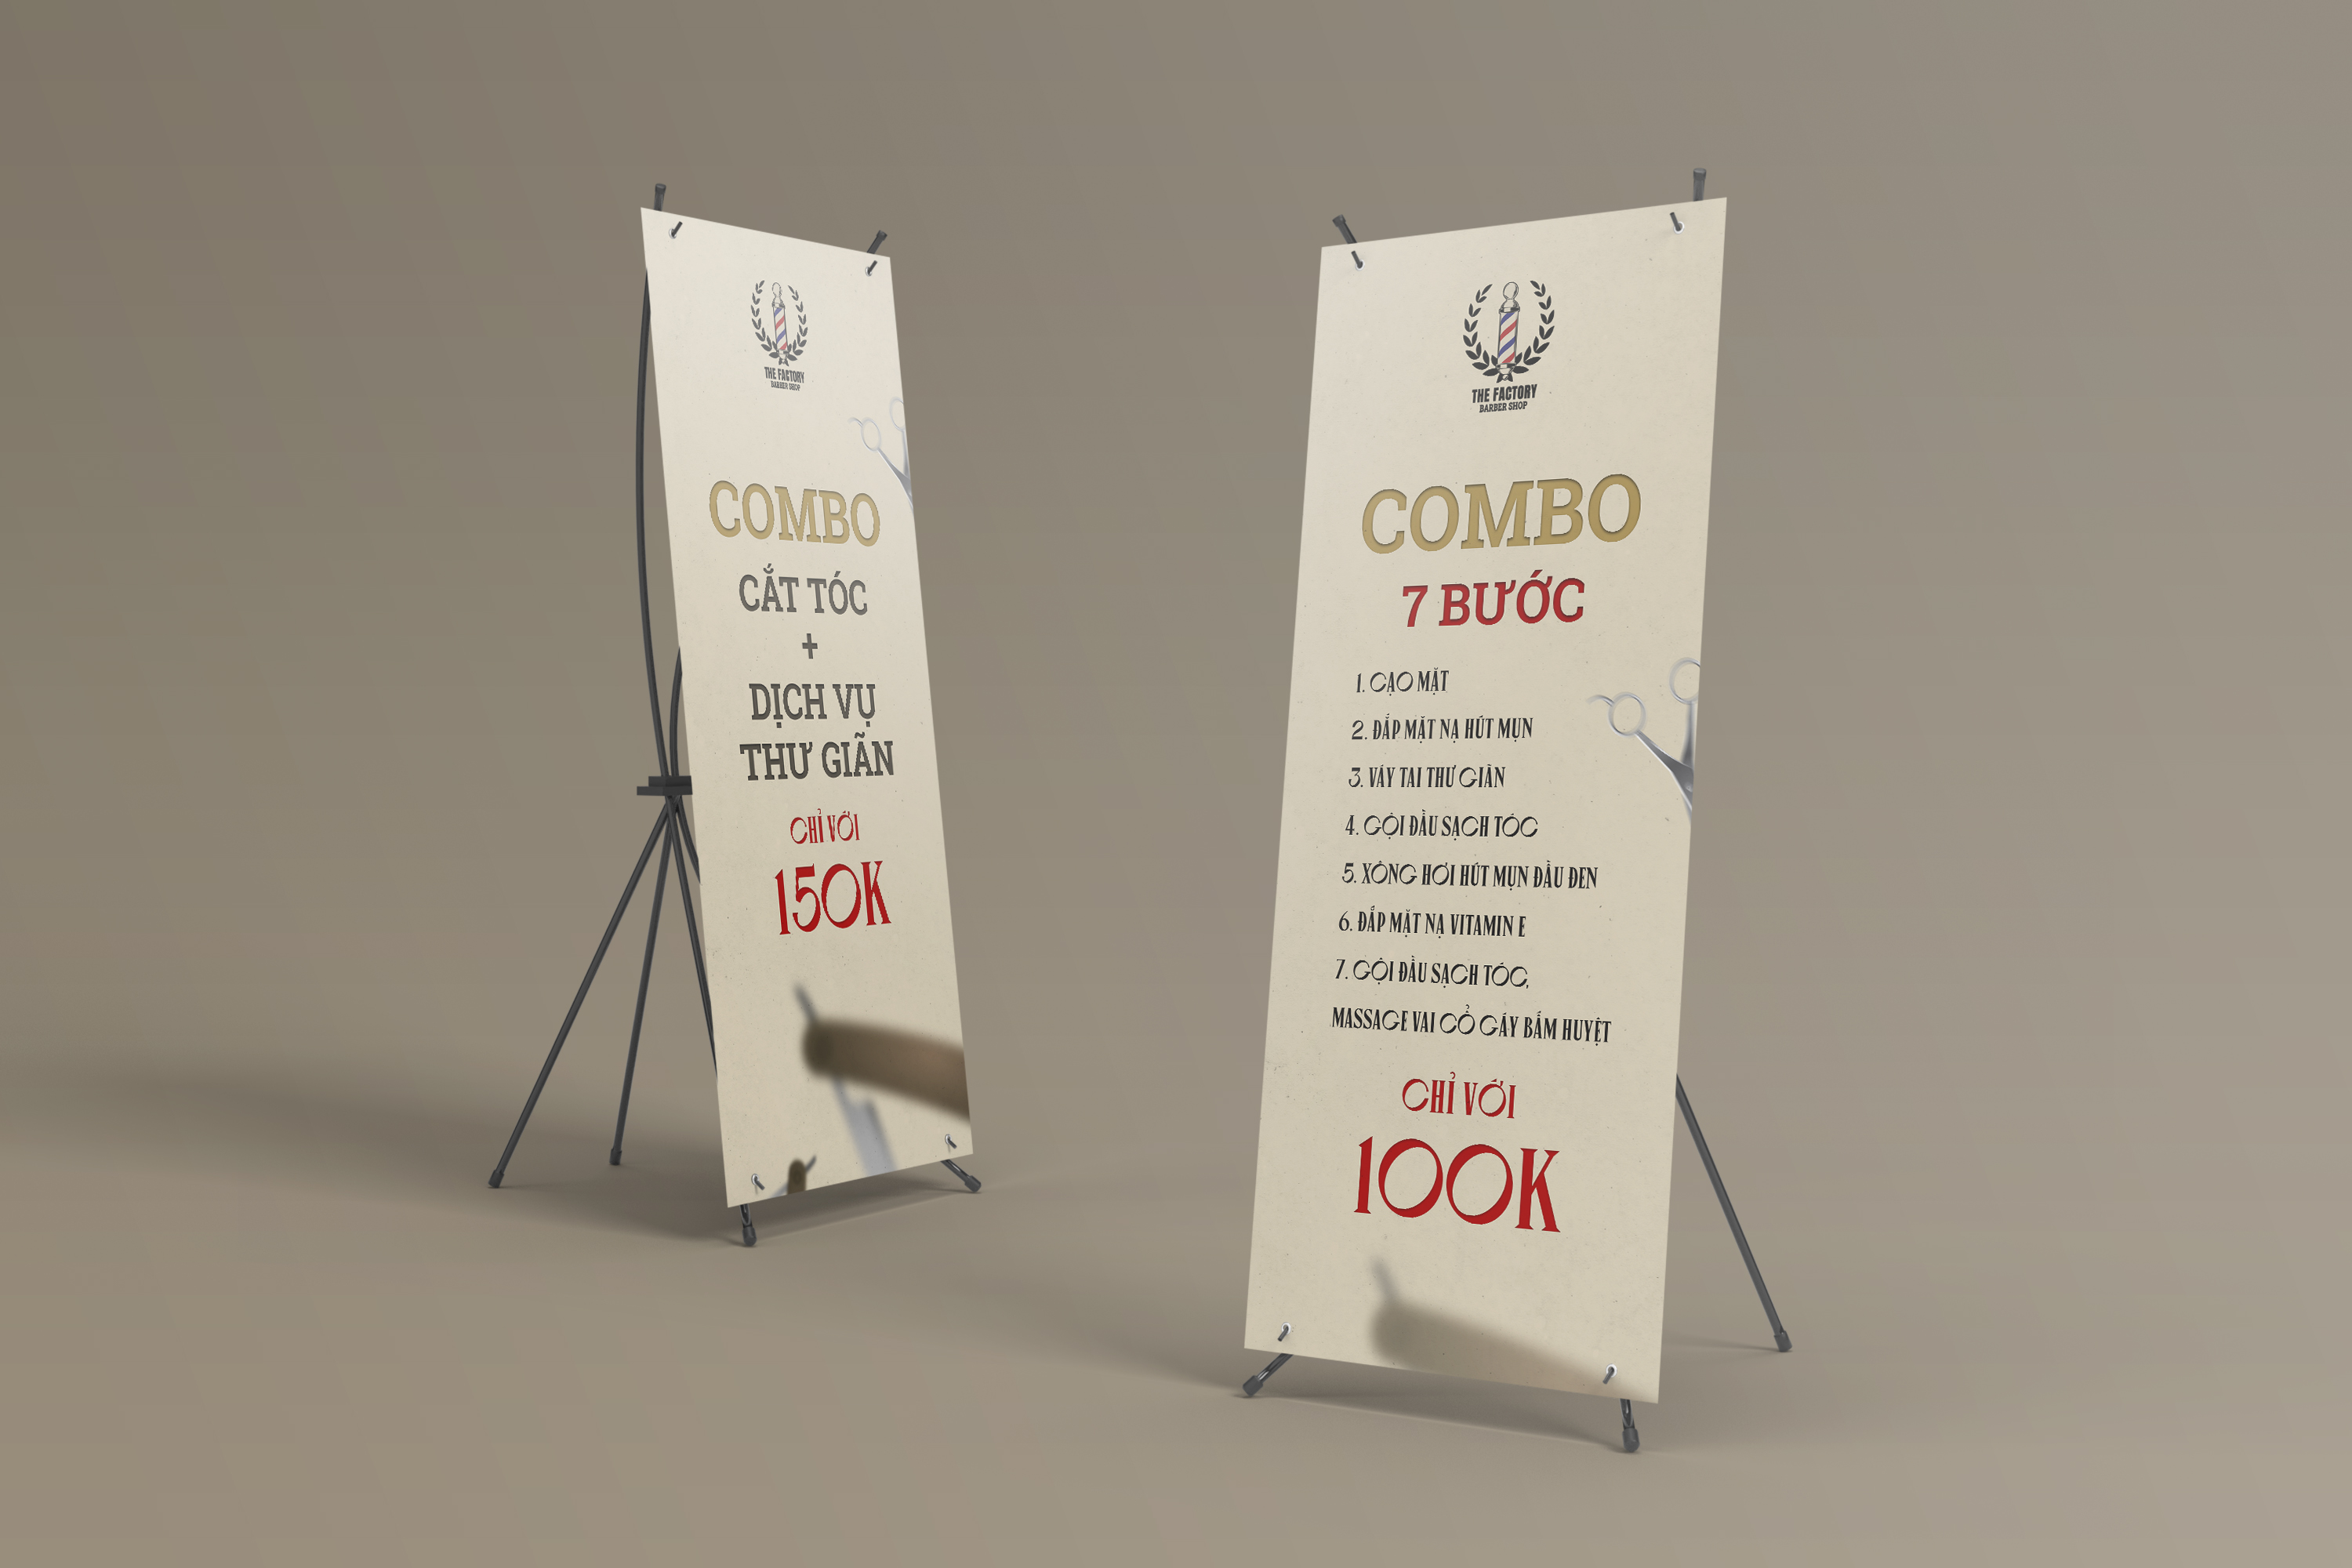 THE FACTORY
BARBER SHOP
COMBO
CẮT TÓC
+
DỊCH VỤ
THƯ GIÃN
CHỈ VỚI
150K
THE FACTORY
BARBER SHOP
COMBO
7 BƯỚC
1. CẠO MẶT
2. ĐẮP MẶT NẠ HÚT MỤN
3. VÁY TAI THƯ GIÃN
4. GỘI ĐẦU SẠCH TÓC
5. XÔNG HƠI HÚT MỤN ĐẦU ĐEN
6. ĐẮP MẶT NẠ VITAMIN E
7. GỘI ĐẦU SẠCH TÓC,
MASSAGE VAI CỔ GÁY BẤM HUYỆT
CHỈ VỚI
100K